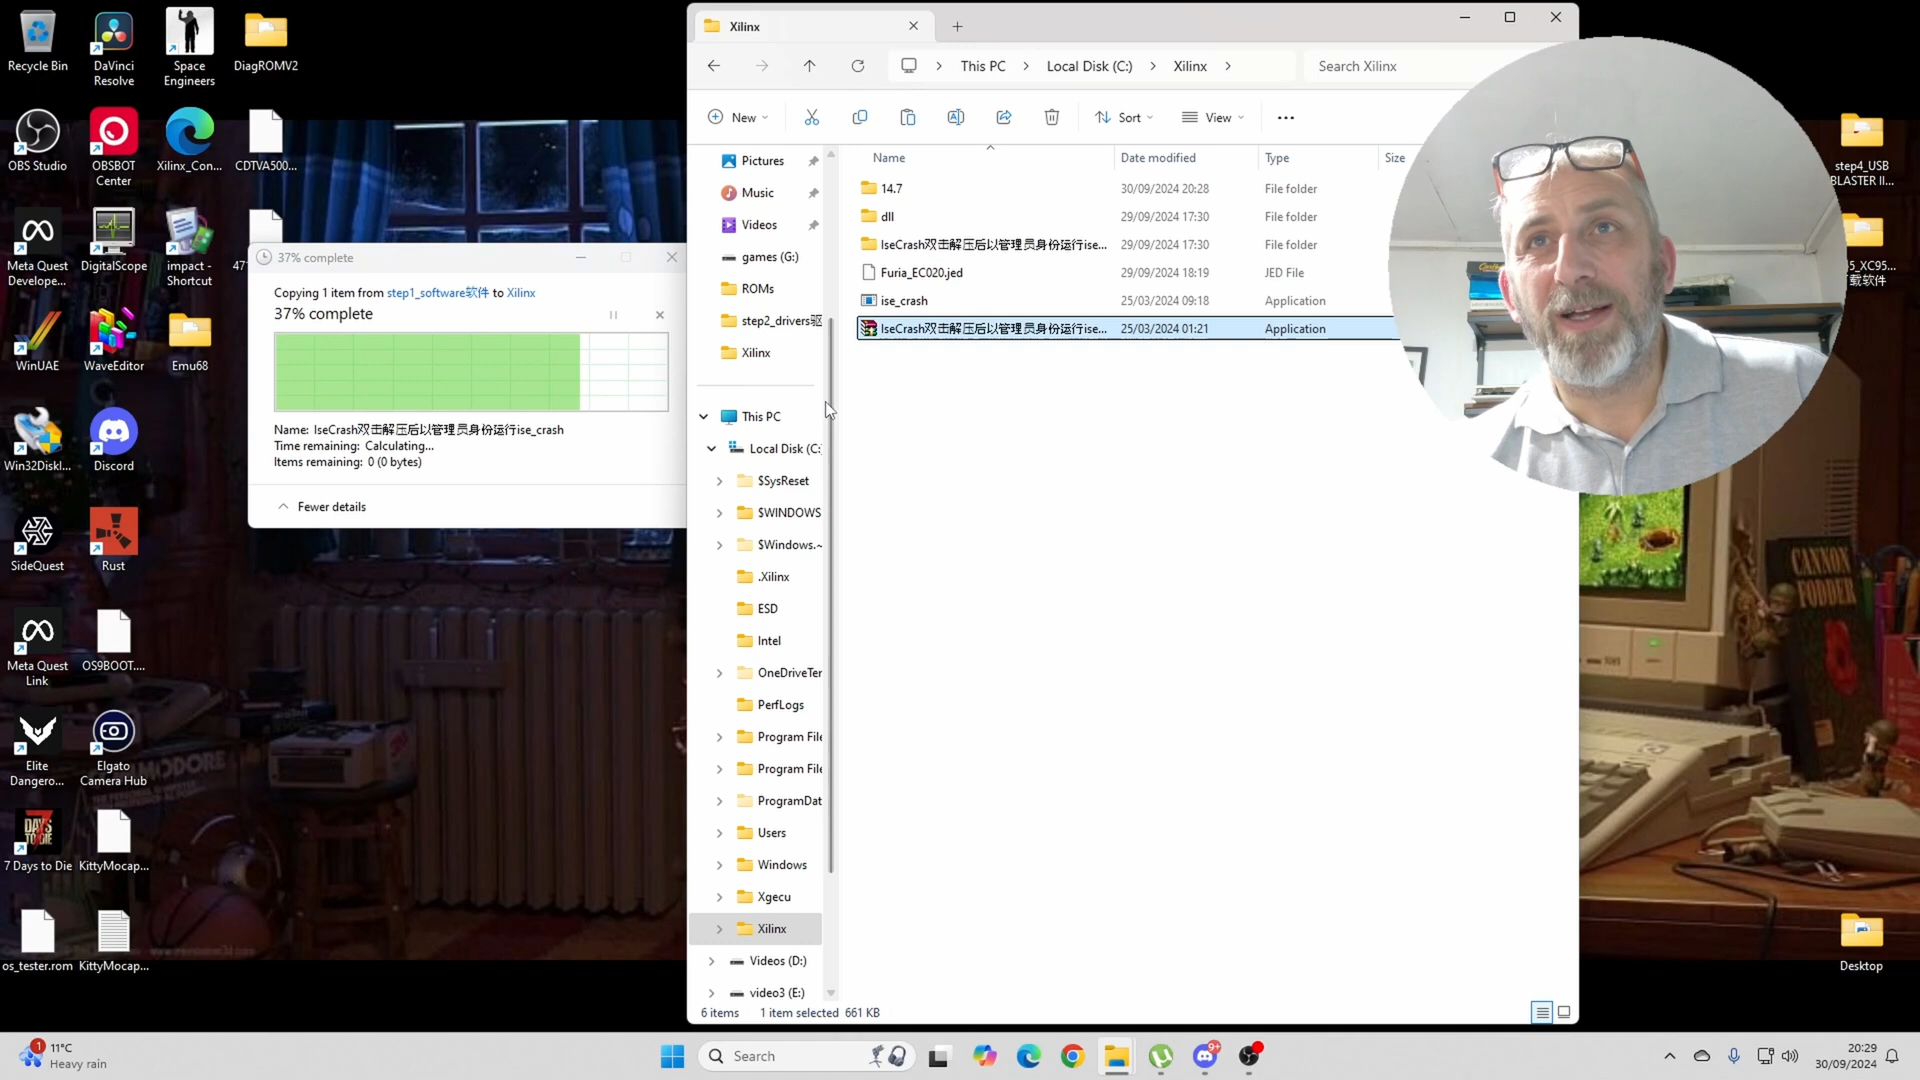 Recycle Bin
DaVinci
Resolve
Space
Engineers
DiagROMV2
OBS Studio
OBSBOT
Center
Xilinx_Con...
CDTVA500...
Meta Quest
Develope...
DigitalScope
impact -
Shortcut
47
WinUAE
WaveEditor
Emu68
Win32DiskI...
Discord
SideQuest
Rust
Meta Quest
Link
OS9BOOT....
Elite
Dangero...
Elgato
Camera Hub
7 Days to Die
KittyMocap...
os_tester.rom
KittyMocap...
37% complete
Copying 1 item from step1_software软件 to Xilinx
37% complete
Name: IseCrash双击解压后以管理员身份运行ise_crash
Time remaining: Calculating...
Items remaining: 0 (0 bytes)
Fewer details
Xilinx
This PC
Local Disk (C:)
Xilinx
Search Xilinx
New
Sort
View
Pictures
Music
Videos
games (G:)
ROMs
step2_drivers驱
Xilinx
This PC
Local Disk (C:
$SysReset
$WINDOWS
$Windows.~
.Xilinx
ESD
Intel
OneDriveTer
PerfLogs
Program File
Program File
ProgramDat
Users
Windows
Xgecu
Xilinx
Videos (D:)
video3 (E:)
Name Date modified Type Size
14.7 30/09/2024 20:28 File folder
dll 29/09/2024 17:30 File folder
IseCrash双击解压后以管理员身份运行ise... 29/09/2024 17:30 File folder
Furia_EC020.jed 29/09/2024 18:19 JED File
ise_crash 25/03/2024 09:18 Application
IseCrash双击解压后以管理员身份运行ise... 25/03/2024 01:21 Application
6 items 1 item selected 661 KB
step4_USB
BLASTER II...
5_XC95...
载软件
CANNON
FODDER
Desktop
1
11°C
Heavy rain
Search
9+
20:29
30/09/2024